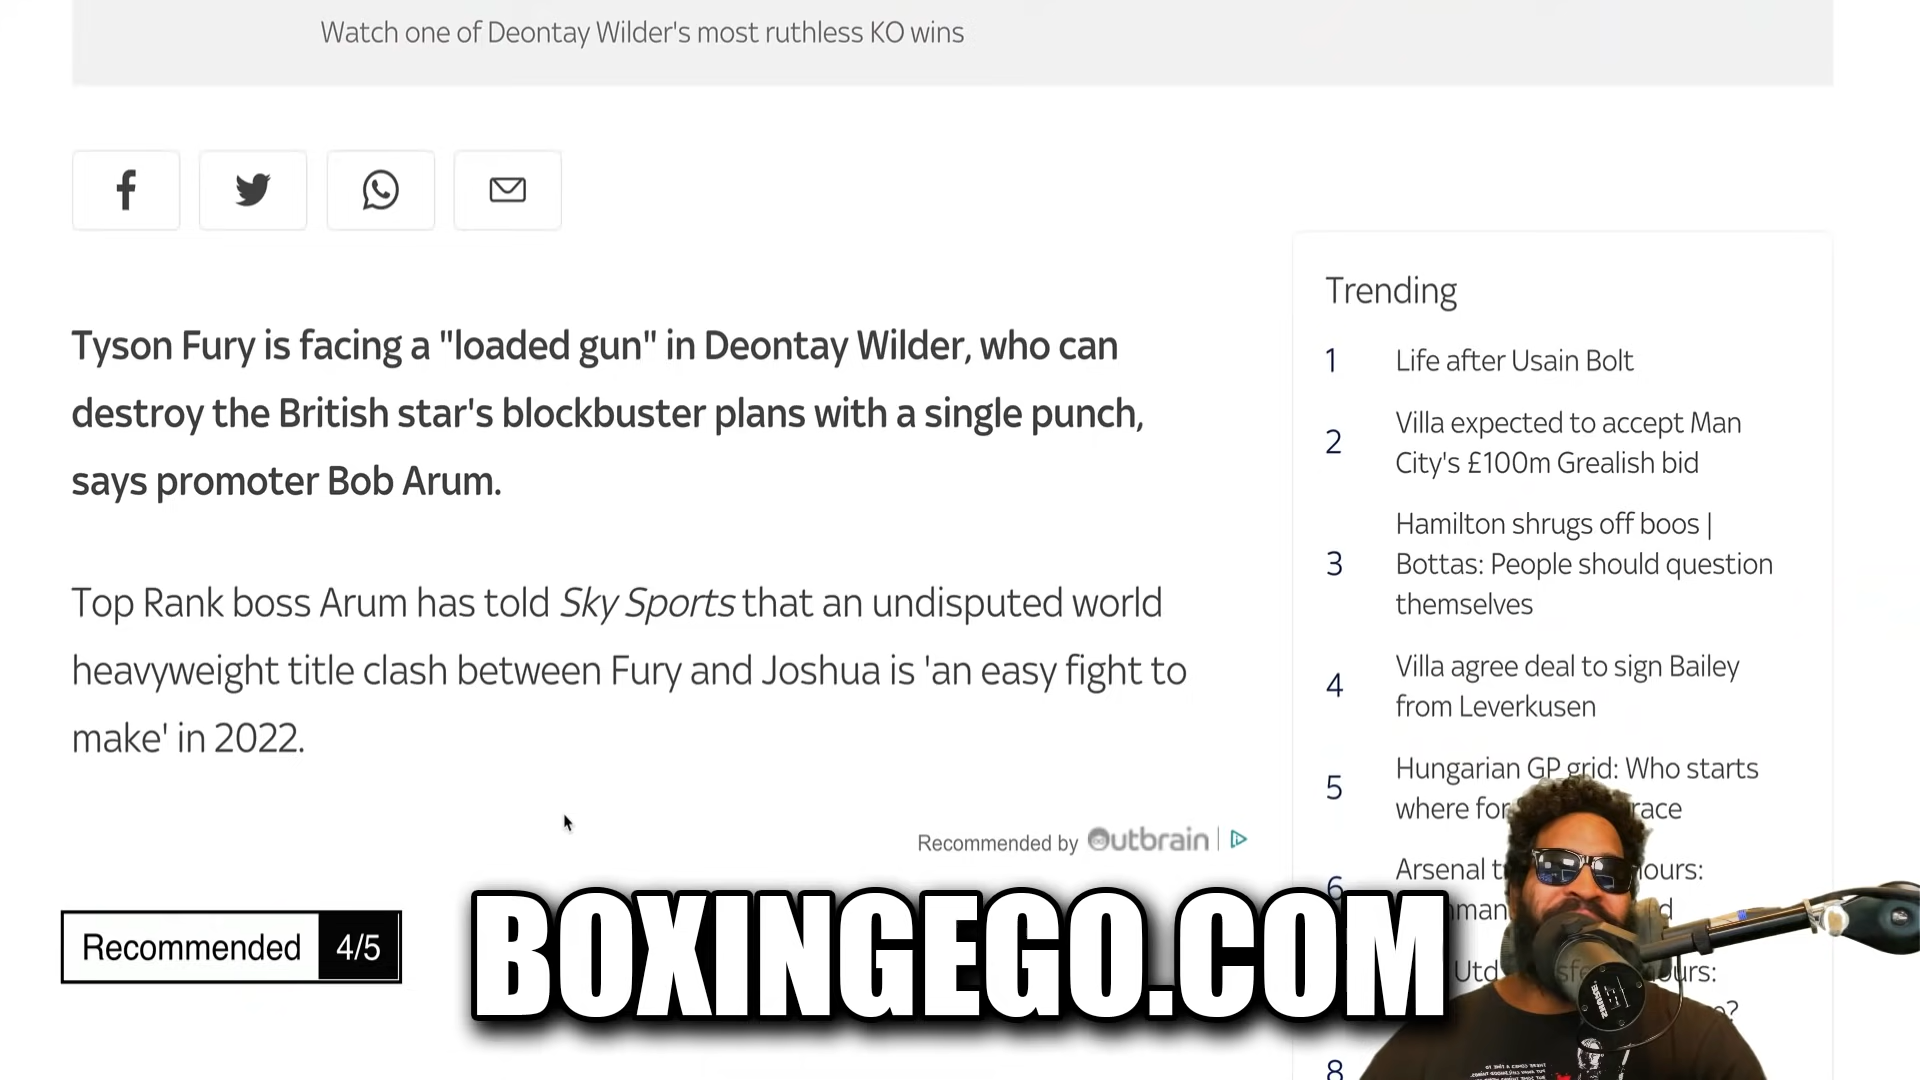 Watch one of Deontay Wilder's most ruthless KO wins
Tyson Fury is facing a "loaded gun" in Deontay Wilder, who can
destroy the British star's blockbuster plans with a single punch,
says promoter Bob Arum.
Top Rank boss Arum has told Sky Sports that an undisputed world
heavyweight title clash between Fury and Joshua is 'an easy fight to
make' in 2022.
Recommended by Outbrain
Recommended 4/5
BOXINGEGO.COM
Trending
1 Life after Usain Bolt
2 Villa expected to accept Man
City's £100m Grealish bid
3 Hamilton shrugs off boos |
Bottas: People should question
themselves
4 Villa agree deal to sign Bailey
from Leverkusen
5 Hungarian GP grid: Who starts
where for race
6 Arsenal
Utd
8